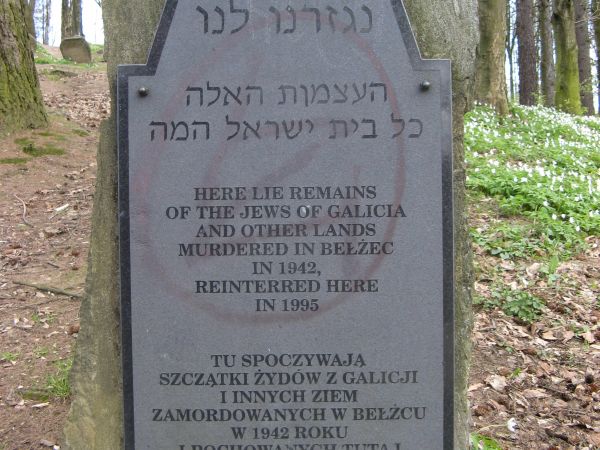 נגזרנו לנו
העצמות האלה
כל בית ישראל המה
HERE LIE REMAINS
OF THE JEWS OF GALICIA
AND OTHER LANDS
MURDERED IN BEŁŻEC
IN 1942,
REINTERRED HERE
IN 1995
TU SPOCZYWAJĄ
SZCZĄTKI ŻYDÓW Z GALICJI
I INNYCH ZIEM
ZAMORDOWANYCH W BEŁŻCU
W 1942 ROKU
I POCHOWANYCH TUTAJ